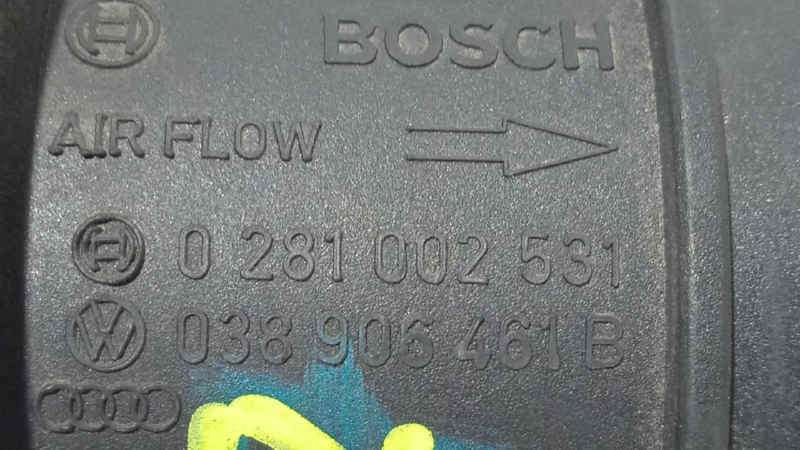 BOSCH
AIR FLOW
0 281 002 531
038 906 461 B